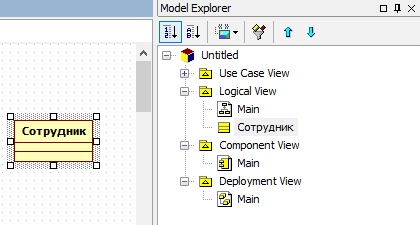 Model Explorer
Untitled
Use Case View
Logical View
Main
Сотрудник
Сотрудник
Component View
Main
Deployment View
Main